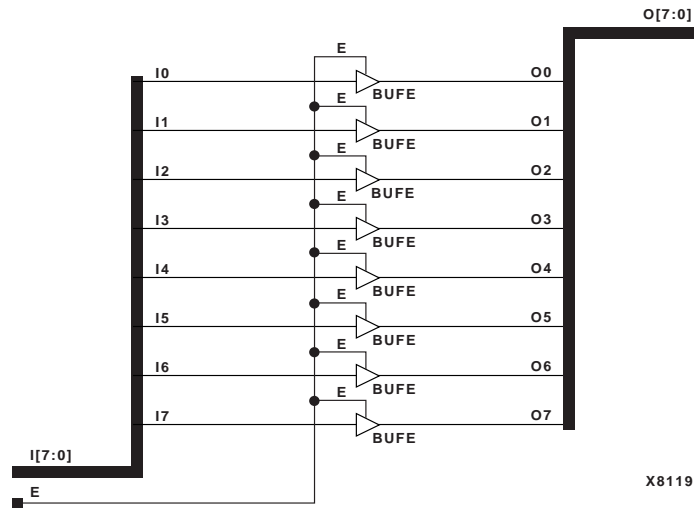 O[7:0]
E
I0 O0
BUFE
E
I1 O1
BUFE
E
I2 O2
BUFE
E
I3 O3
BUFE
E
I4 O4
BUFE
E
I5 O5
BUFE
E
I6 O6
BUFE
E
I7 O7
BUFE
I[7:0]
X8119
E